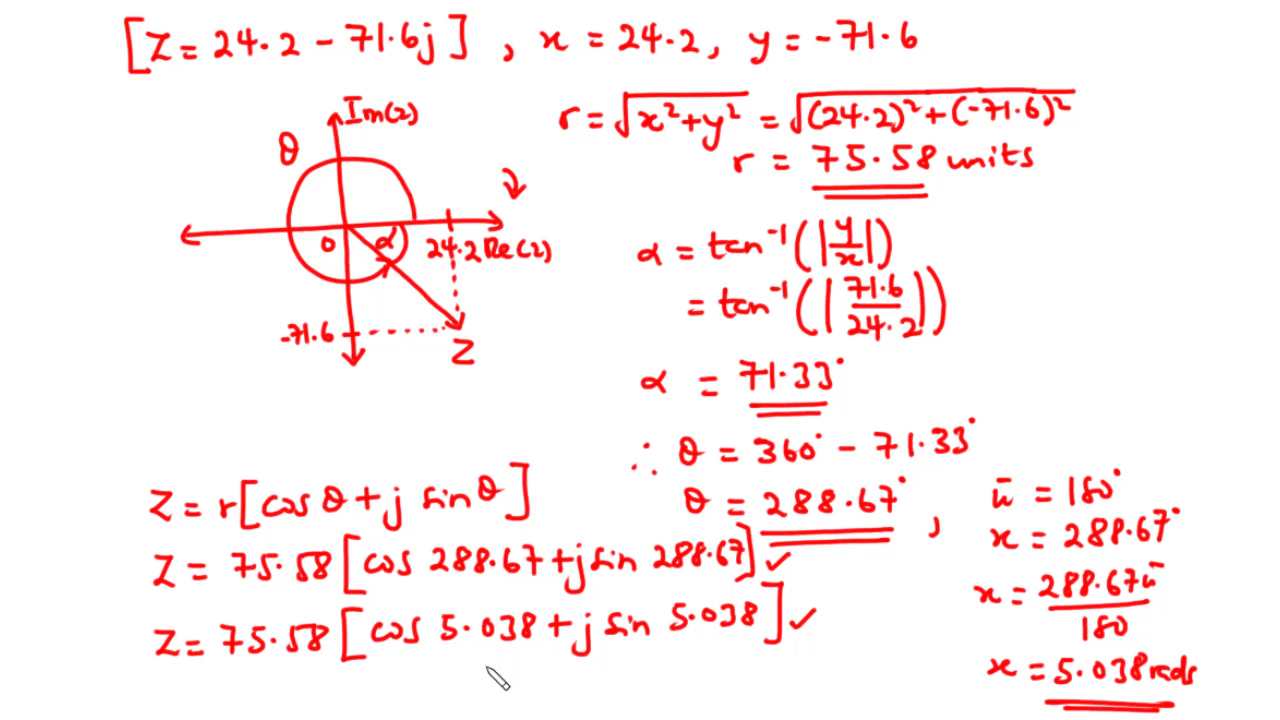 [Z = 24.2 - 71.6j] , x = 24.2, y = -71.6
Im(z)
θ
0
α
24.2 Re(z)
-71.6
Z
r = √x²+y² = √(24.2)²+(-71.6)²
r = 75.58 units
α = tan⁻¹(|y/x|)
= tan⁻¹(|71.6/24.2|)
α = 71.33°
∴ θ = 360° - 71.33°
θ = 288.67° ,
π = 180°
x = 288.67°
x = 288.67π/180
x = 5.038 rads
Z = r[cos θ + j sin θ]
Z = 75.58 [cos 288.67 + j sin 288.67] ✓
Z = 75.58 [cos 5.038 + j sin 5.038] ✓